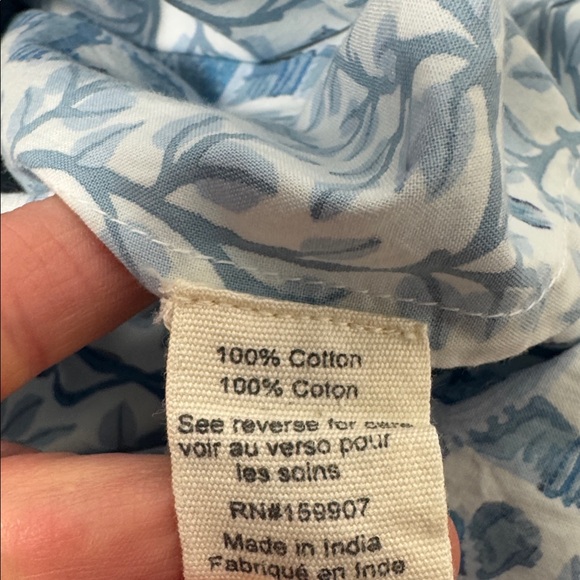 100% Cotton
100% Coton
See reverse for care
voir au verso pour
les soins
RN#159907
Made in India
Fabriqué en Inde